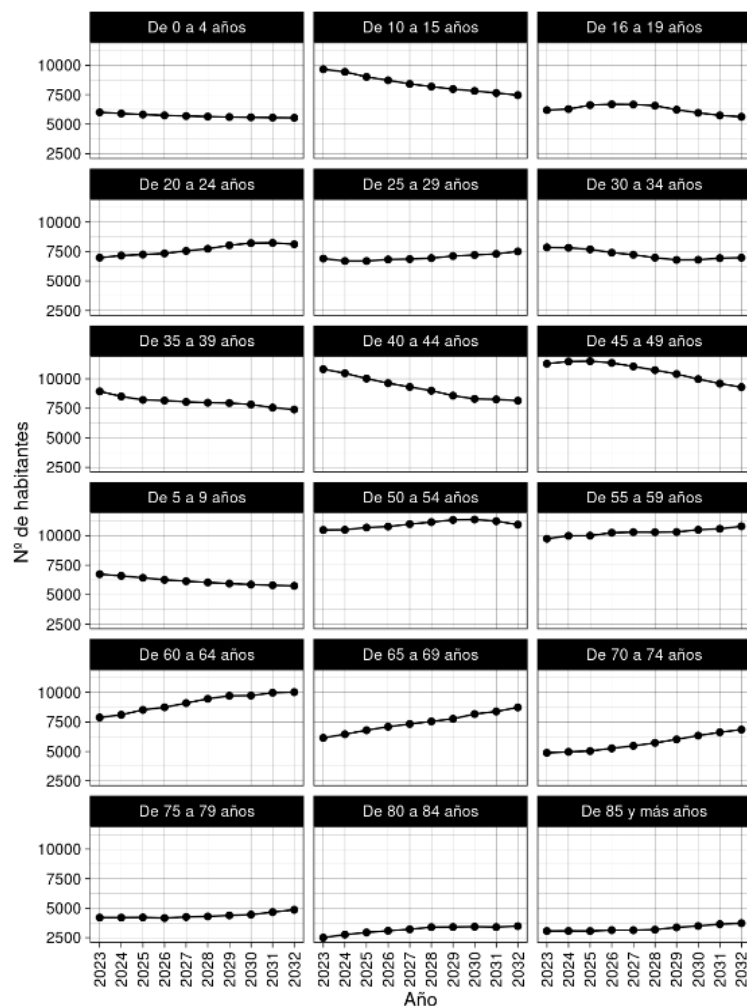 De 0 a 4 años
De 10 a 15 años
De 16 a 19 años
10000
7500
5000
2500
De 20 a 24 años
De 25 a 29 años
De 30 a 34 años
10000
7500
5000
2500
De 35 a 39 años
De 40 a 44 años
De 45 a 49 años
10000
7500
5000
2500
Nº de habitantes
De 5 a 9 años
De 50 a 54 años
De 55 a 59 años
10000
7500
5000
2500
De 60 a 64 años
De 65 a 69 años
De 70 a 74 años
10000
7500
5000
2500
De 75 a 79 años
De 80 a 84 años
De 85 y más años
10000
7500
5000
2500
2023 2024 2025 2026 2027 2028 2029 2030 2031 2032
2023 2024 2025 2026 2027 2028 2029 2030 2031 2032
2023 2024 2025 2026 2027 2028 2029 2030 2031 2032
Año